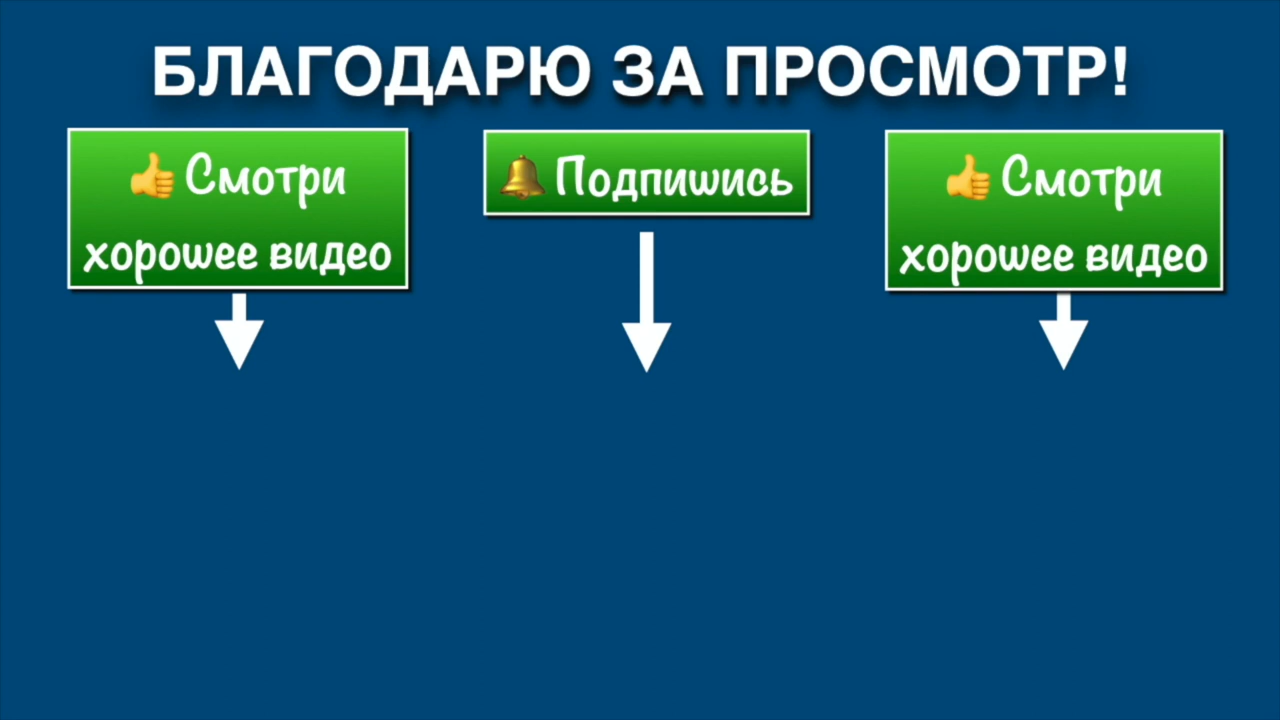 БЛАГОДАРЮ ЗА ПРОСМОТР!
👍 Смотри
хорошее видео
🔔 Подпишись
👍 Смотри
хорошее видео